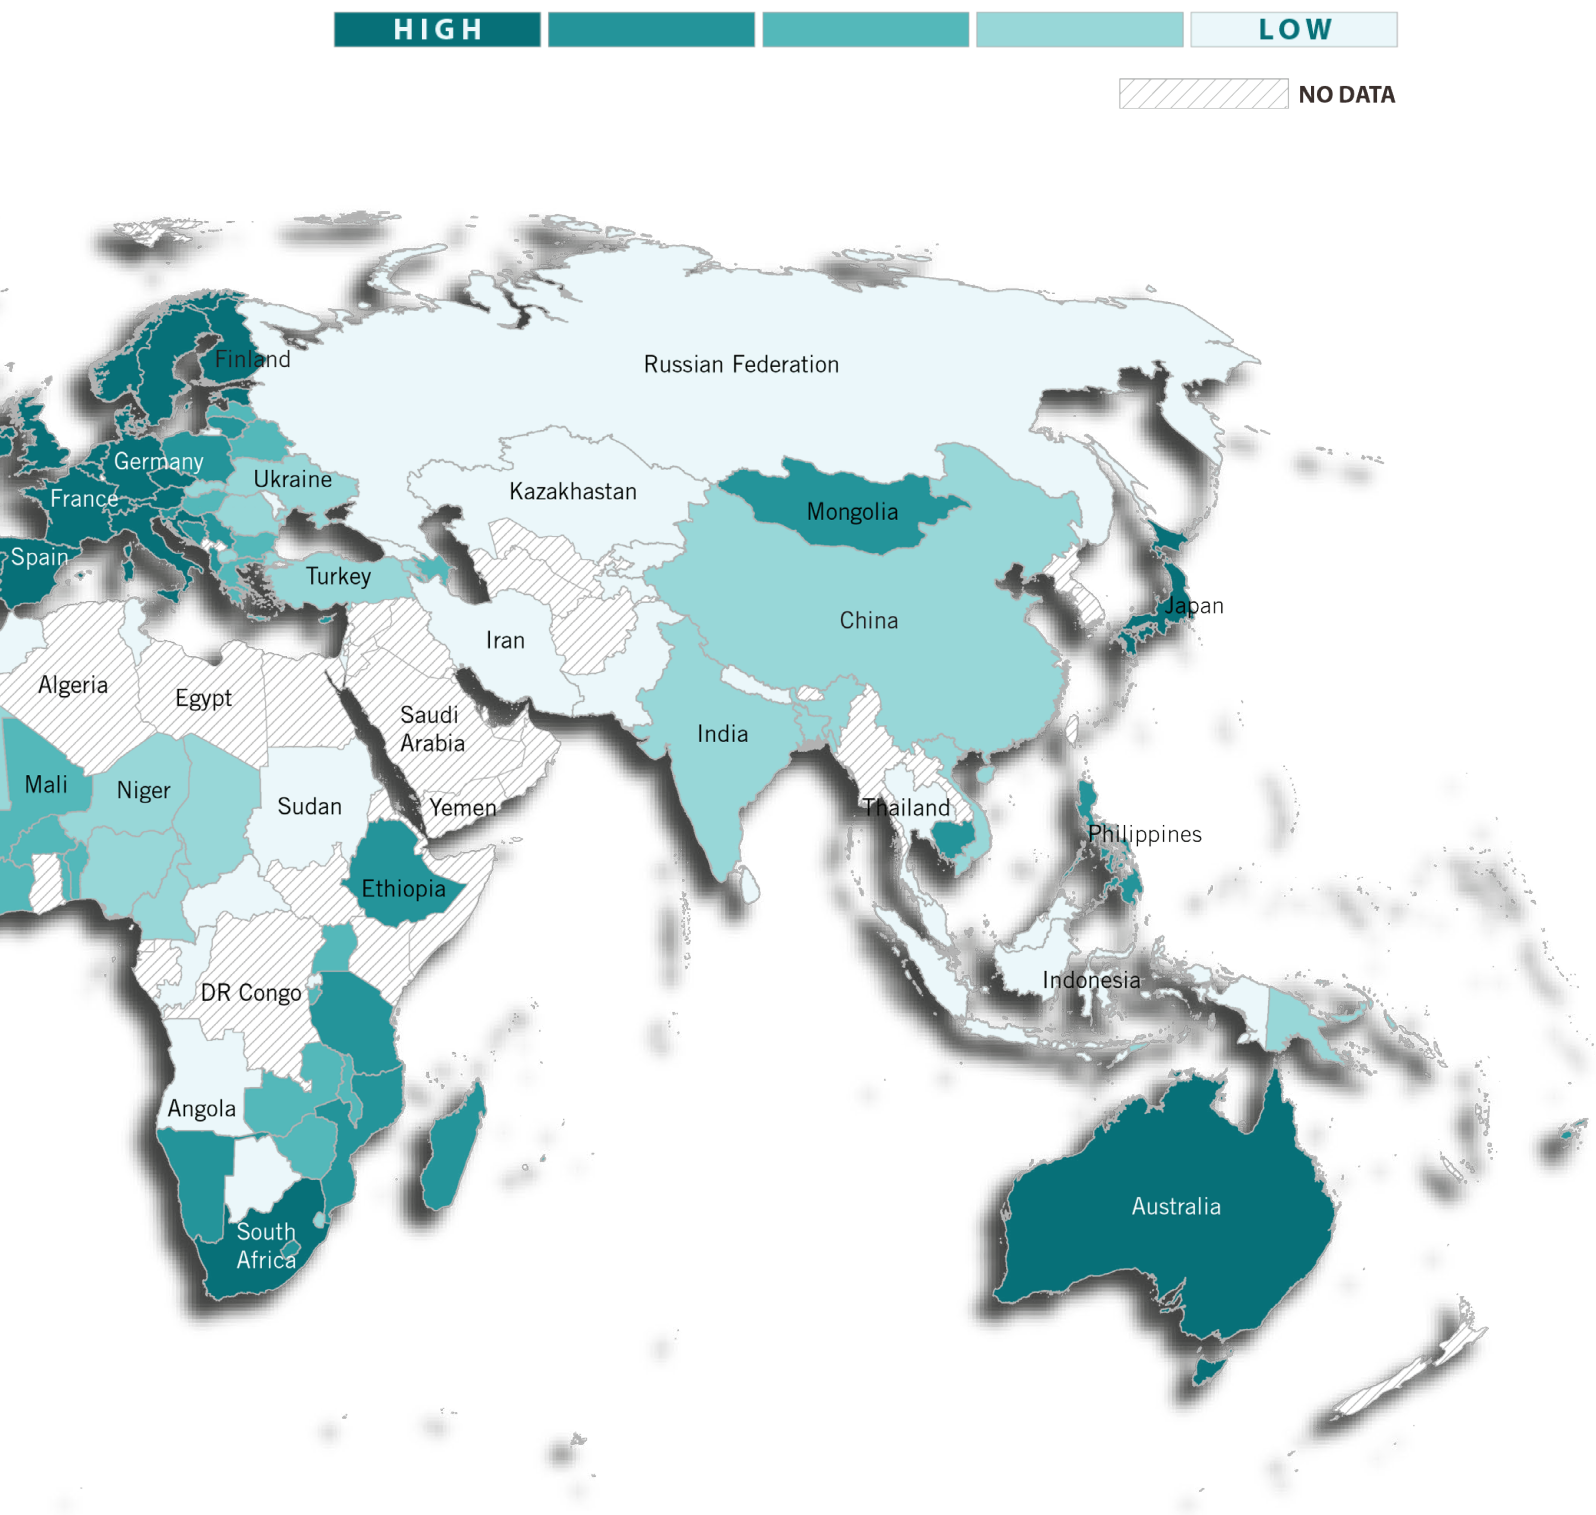 HIGH
LOW
NO DATA
Russian Federation
Finland
Germany
Ukraine
Kazakhastan
France
Mongolia
Spain
Turkey
Japan
China
Iran
Algeria
Egypt
Saudi
Arabia
India
Mali
Niger
Sudan
Yemen
Thailand
Philippines
Ethiopia
DR Congo
Indonesia
Angola
Australia
South
Africa